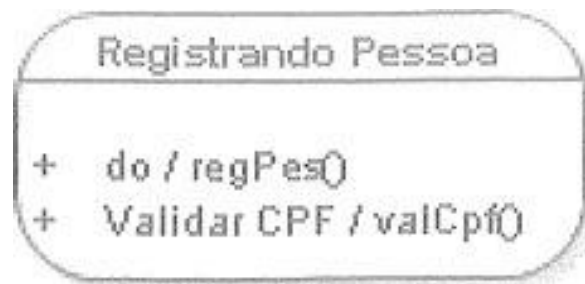 Registrando Pessoa
+ do / regPes()
+ Validar CPF / valCpf()